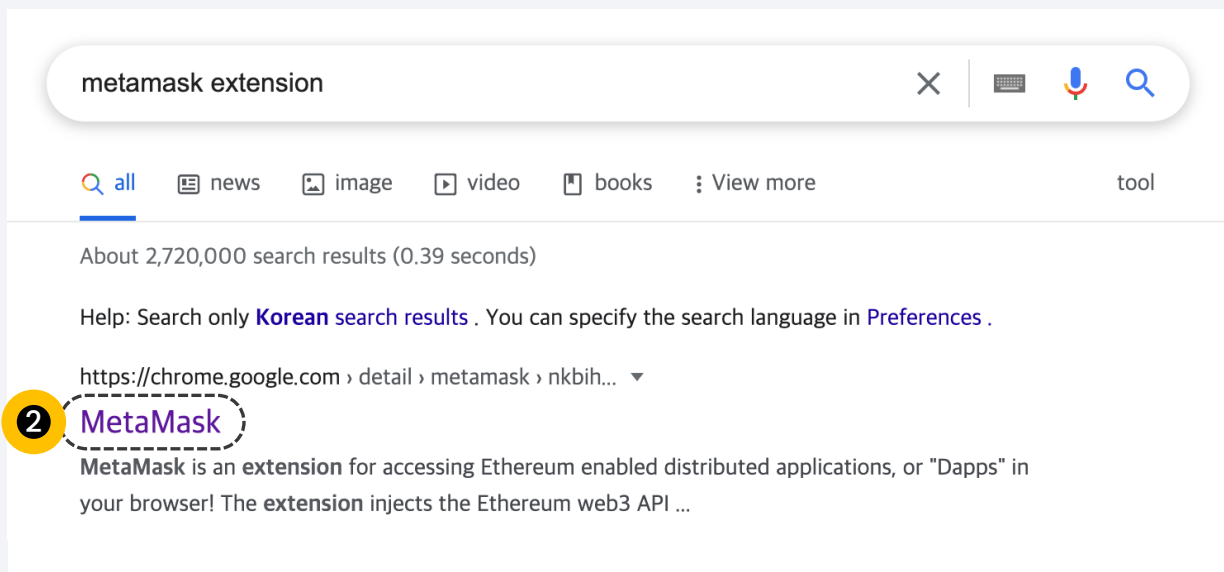 metamask extension
all news image video books View more tool
About 2,720,000 search results (0.39 seconds)
Help: Search only Korean search results . You can specify the search language in Preferences .
https://chrome.google.com › detail › metamask › nkbih...
2 MetaMask
MetaMask is an extension for accessing Ethereum enabled distributed applications, or "Dapps" in
your browser! The extension injects the Ethereum web3 API ...